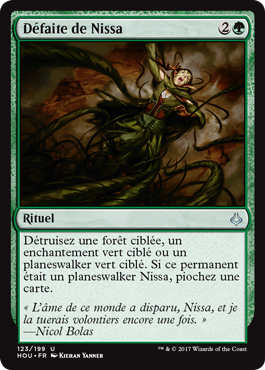 Défaite de Nissa 2
Rituel
Détruisez une forêt ciblée, un
enchantement vert ciblé ou un
planeswalker vert ciblé. Si ce permanent
était un planeswalker Nissa, piochez une
carte.
« L'âme de ce monde a disparu, Nissa, et je
la tuerais volontiers encore une fois. »
—Nicol Bolas
123/199 U
HOU • FR Kieran Yanner
™ & © 2017 Wizards of the Coast